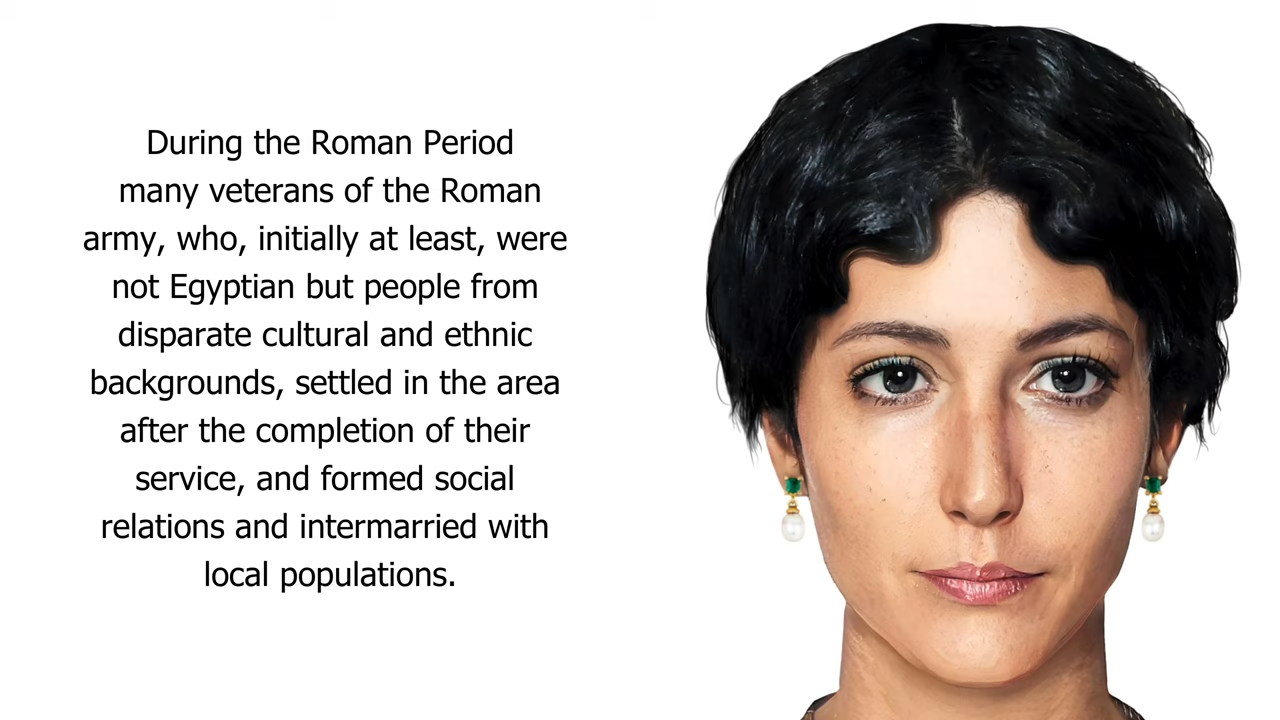 During the Roman Period
many veterans of the Roman
army, who, initially at least, were
not Egyptian but people from
disparate cultural and ethnic
backgrounds, settled in the area
after the completion of their
service, and formed social
relations and intermarried with
local populations.